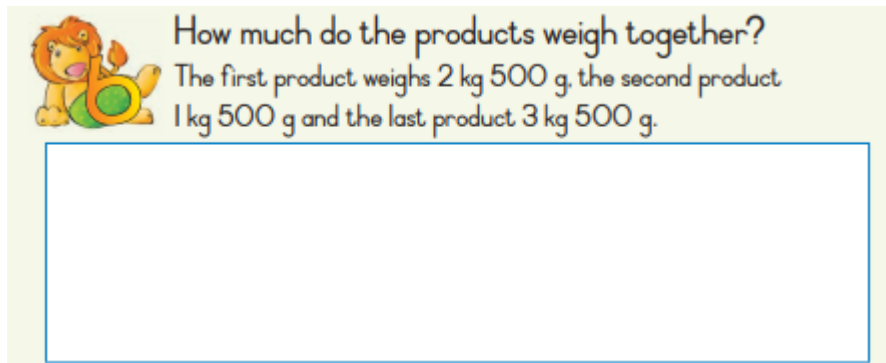 How much do the products weigh together?
The first product weighs 2 kg 500 g, the second product
1 kg 500 g and the last product 3 kg 500 g.